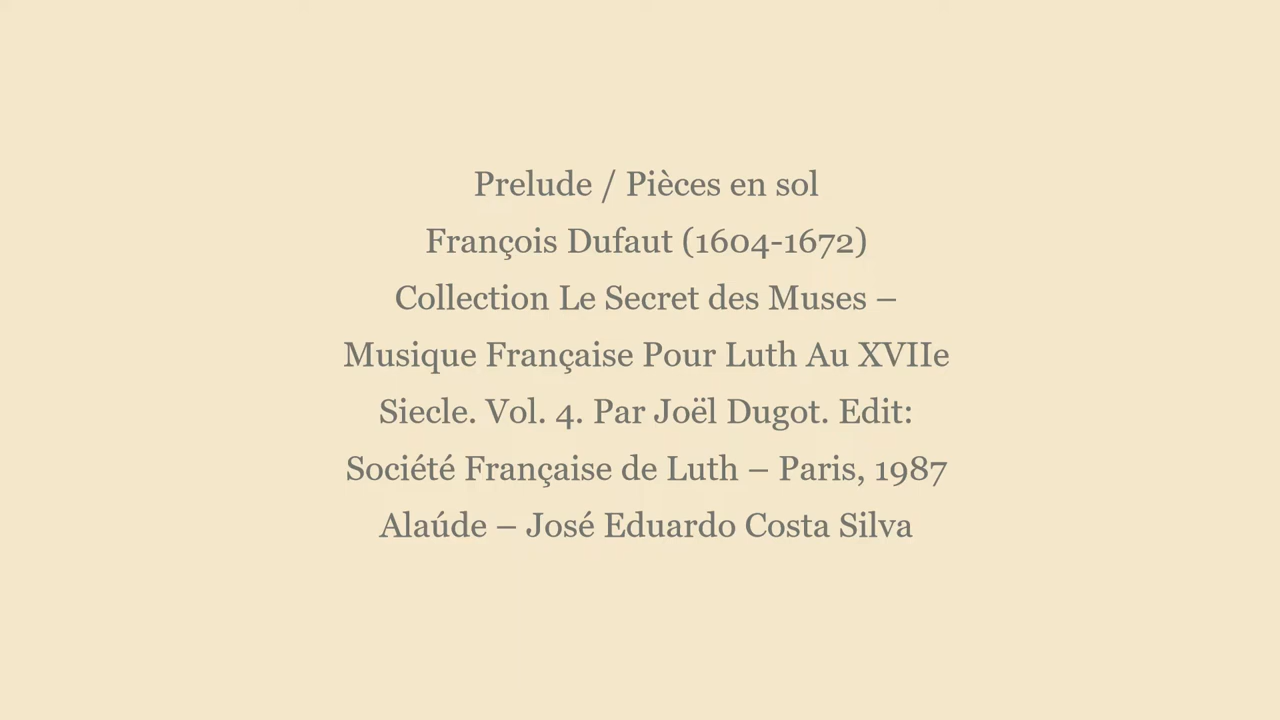 Prelude / Pièces en sol
François Dufaut (1604-1672)
Collection Le Secret des Muses –
Musique Française Pour Luth Au XVIIe
Siecle. Vol. 4. Par Joël Dugot. Edit:
Société Française de Luth – Paris, 1987
Alaúde – José Eduardo Costa Silva